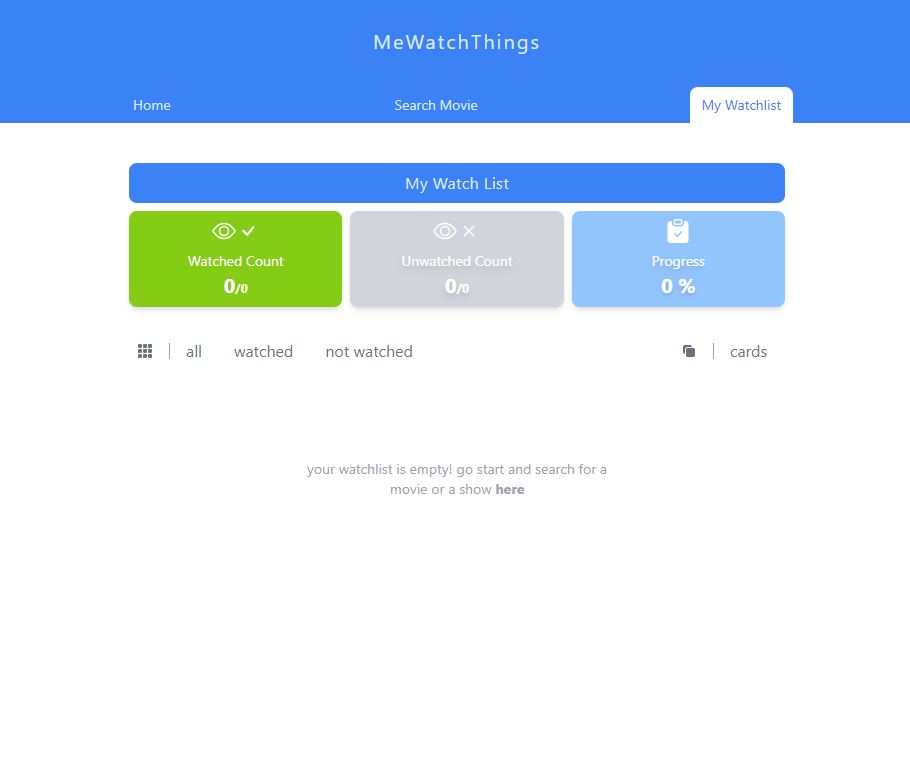 MeWatchThings
Home Search Movie My Watchlist
My Watch List
Watched Count Unwatched Count Progress
0/0 0/0 0 %
all watched not watched cards
your watchlist is empty! go start and search for a
movie or a show here